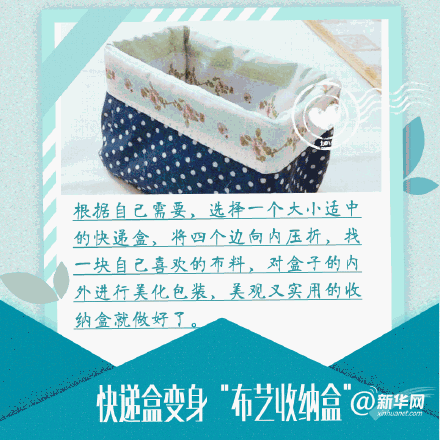 根据自己需要，选择一个大小适中
的快递盒，将四个边向内压折，找
一块自己喜欢的布料，对盒子的内
外进行美化包装，美观又实用的收
纳盒就做好了。
快递盒变身“布艺收纳盒”@新华网
xinhuanet.com